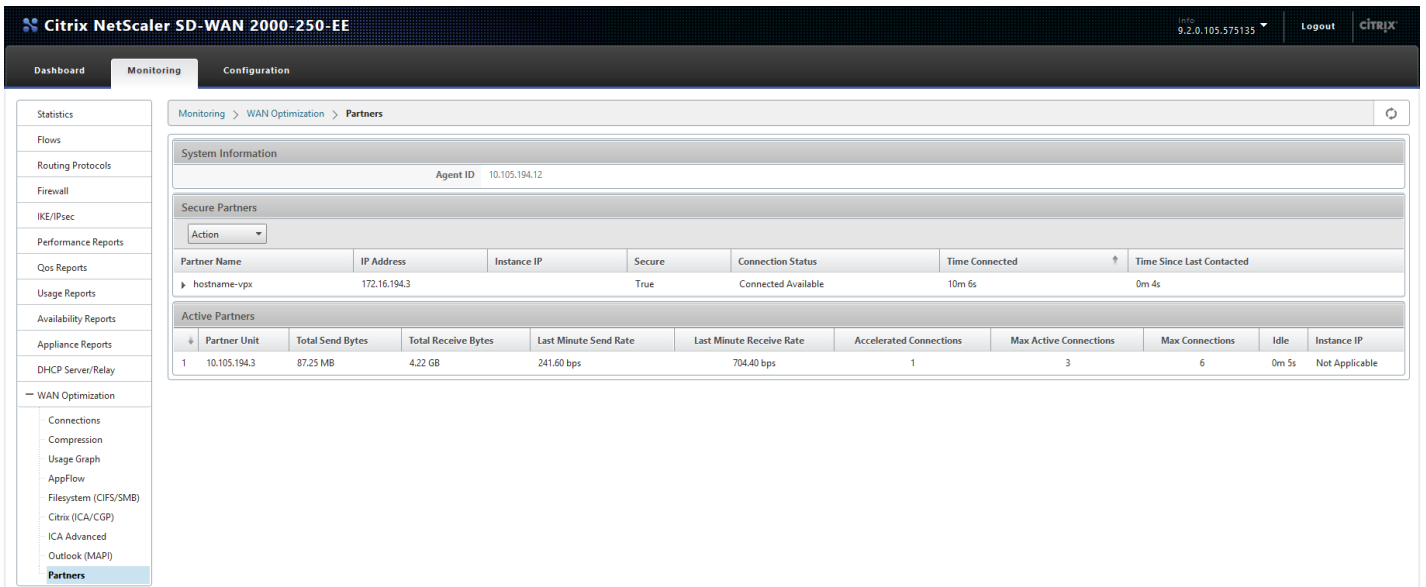 Citrix NetScaler SD-WAN 2000-250-EE
Info
9.2.0.105.575135
Logout
CİTRIX
Dashboard Monitoring Configuration
Statistics
Flows
Routing Protocols
Firewall
IKE/IPsec
Performance Reports
Qos Reports
Usage Reports
Availability Reports
Appliance Reports
DHCP Server/Relay
WAN Optimization
Connections
Compression
Usage Graph
AppFlow
Filesystem (CIFS/SMB)
Citrix (ICA/CGP)
ICA Advanced
Outlook (MAPI)
Partners
Monitoring > WAN Optimization > Partners
System Information
Agent ID 10.105.194.12
Secure Partners
Action
Partner Name IP Address Instance IP Secure Connection Status Time Connected Time Since Last Contacted
hostname-vpx 172.16.194.3 True Connected Available 10m 6s 0m 4s
Active Partners
Partner Unit Total Send Bytes Total Receive Bytes Last Minute Send Rate Last Minute Receive Rate Accelerated Connections Max Active Connections Max Connections Idle Instance IP
1 10.105.194.3 87.25 MB 4.22 GB 241.60 bps 704.40 bps 1 3 6 0m 5s Not Applicable